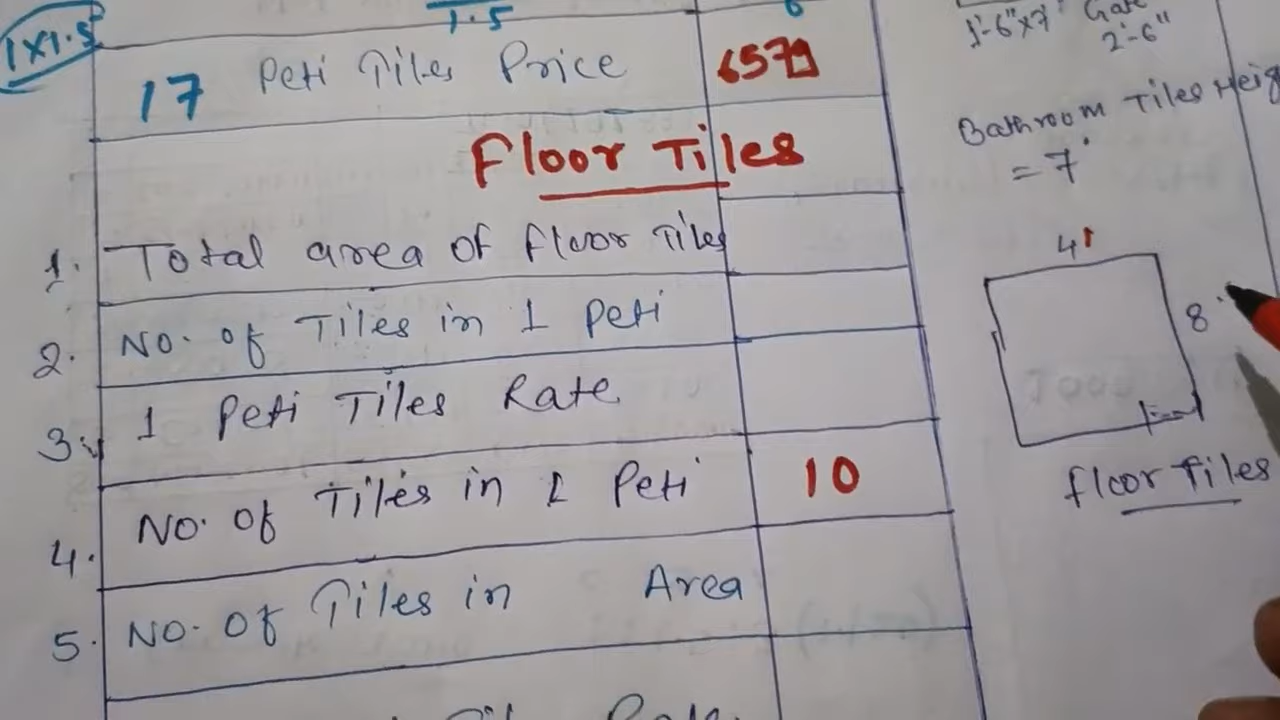 1.5
6
1X1.5
17 Peti Tiles Price 6579
Floor Tiles
1. Total area of floor Tiles
2. No. of Tiles in 1 Peti
3. 1 Peti Tiles Rate
4. No. of Tiles in 1 Peti 10
5. No. of Tiles in Area
Rate
1'-6"x7' Gate
2'-6"
Bathroom Tiles Heig
= 7'
4'
8'
floor Tiles